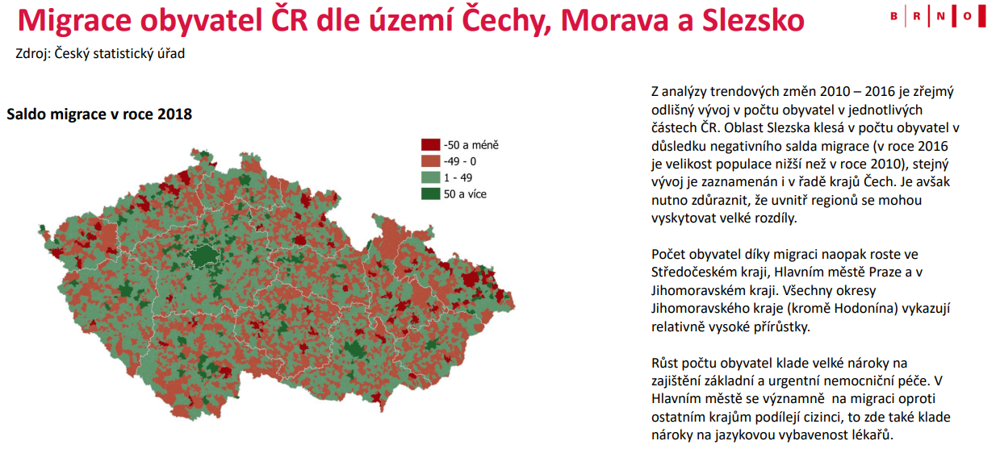 Migrace obyvatel ČR dle území Čechy, Morava a Slezsko
B R N O
Zdroj: Český statistický úřad
Saldo migrace v roce 2018
-50 a méně
-49 - 0
1 - 49
50 a více
Z analýzy trendových změn 2010 – 2016 je zřejmý
odlišný vývoj v počtu obyvatel v jednotlivých
částech ČR. Oblast Slezska klesá v počtu obyvatel v
důsledku negativního salda migrace (v roce 2016
je velikost populace nižší než v roce 2010), stejný
vývoj je zaznamenán i v řadě krajů Čech. Je avšak
nutno zdůraznit, že uvnitř regionů se mohou
vyskytovat velké rozdíly.
Počet obyvatel díky migraci naopak roste ve
Středočeském kraji, Hlavním městě Praze a v
Jihomoravském kraji. Všechny okresy
Jihomoravského kraje (kromě Hodonína) vykazují
relativně vysoké přírůstky.
Růst počtu obyvatel klade velké nároky na
zajištění základní a urgentní nemocniční péče. V
Hlavním městě se významně na migraci oproti
ostatním krajům podílejí cizinci, to zde také klade
nároky na jazykovou vybavenost lékařů.